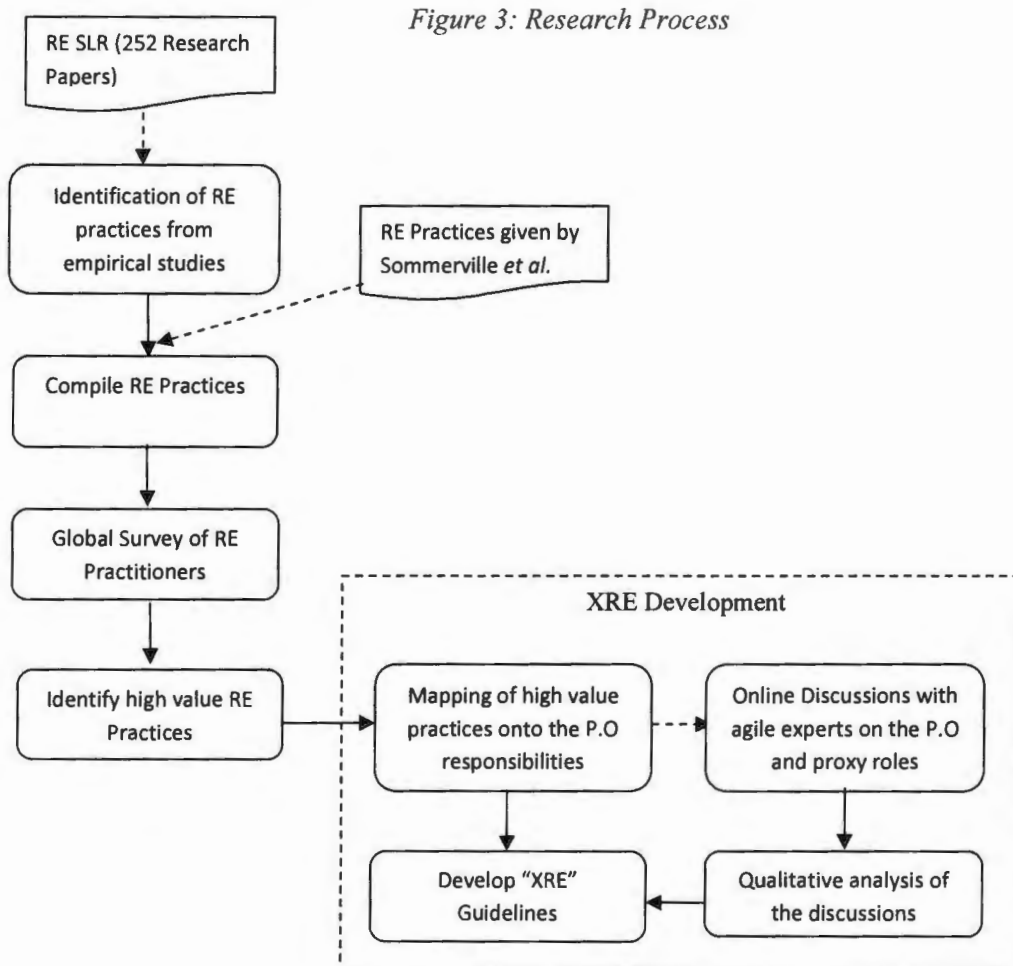 Figure 3: Research Process
RE SLR (252 Research
Papers)
Identification of RE
practices from
empirical studies
RE Practices given by
Sommerville et al.
Compile RE Practices
Global Survey of RE
Practitioners
Identify high value RE
Practices
XRE Development
Mapping of high value
practices onto the P.O
responsibilities
Online Discussions with
agile experts on the P.O
and proxy roles
Develop “XRE”
Guidelines
Qualitative analysis of
the discussions